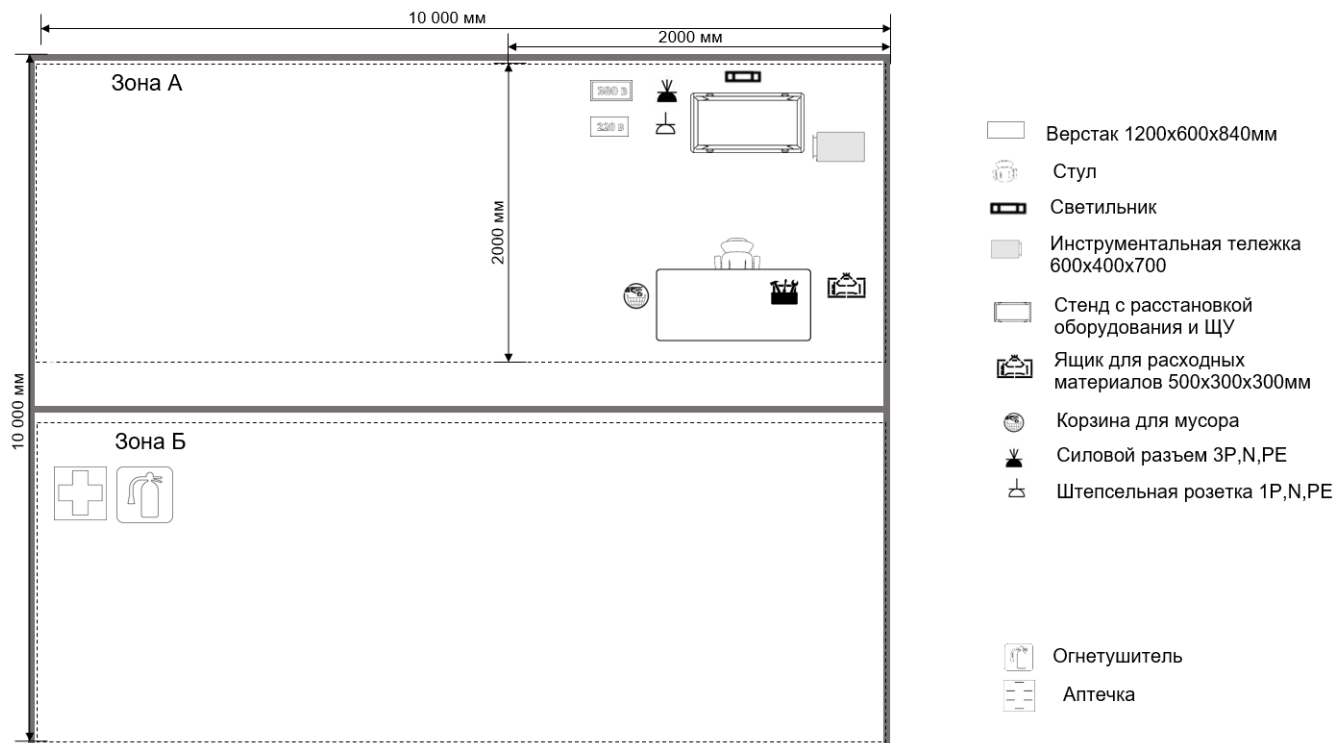 10 000 мм
2000 мм
Зона А
380 В
220 В
2000 мм
10 000 мм
Зона Б
Верстак 1200х600х840мм
Стул
Светильник
Инструментальная тележка
600х400х700
Стенд с расстановкой
оборудования и ЩУ
Ящик для расходных
материалов 500х300х300мм
Корзина для мусора
Силовой разъем 3P,N,PE
Штепсельная розетка 1P,N,PE
Огнетушитель
Аптечка